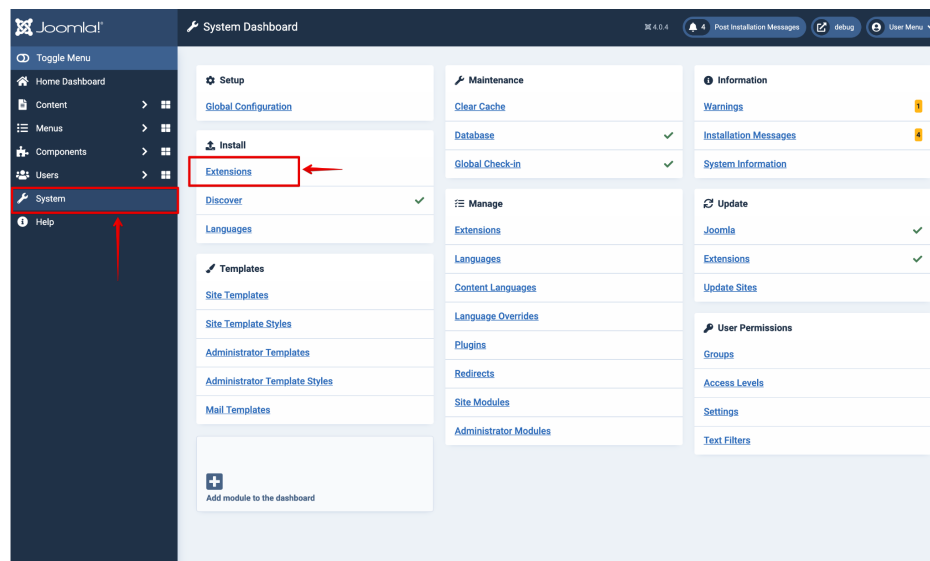 Joomla!
System Dashboard
4.0.4
4 Post Installation Messages
debug
User Menu
Toggle Menu
Home Dashboard
Content
Menus
Components
Users
System
Help
Setup
Global Configuration
Install
Extensions
Discover
Languages
Templates
Site Templates
Site Template Styles
Administrator Templates
Administrator Template Styles
Mail Templates
Add module to the dashboard
Maintenance
Clear Cache
Database
Global Check-in
Manage
Extensions
Languages
Content Languages
Language Overrides
Plugins
Redirects
Site Modules
Administrator Modules
Information
Warnings 1
Installation Messages 4
System Information
Update
Joomla
Extensions
Update Sites
User Permissions
Groups
Access Levels
Settings
Text Filters